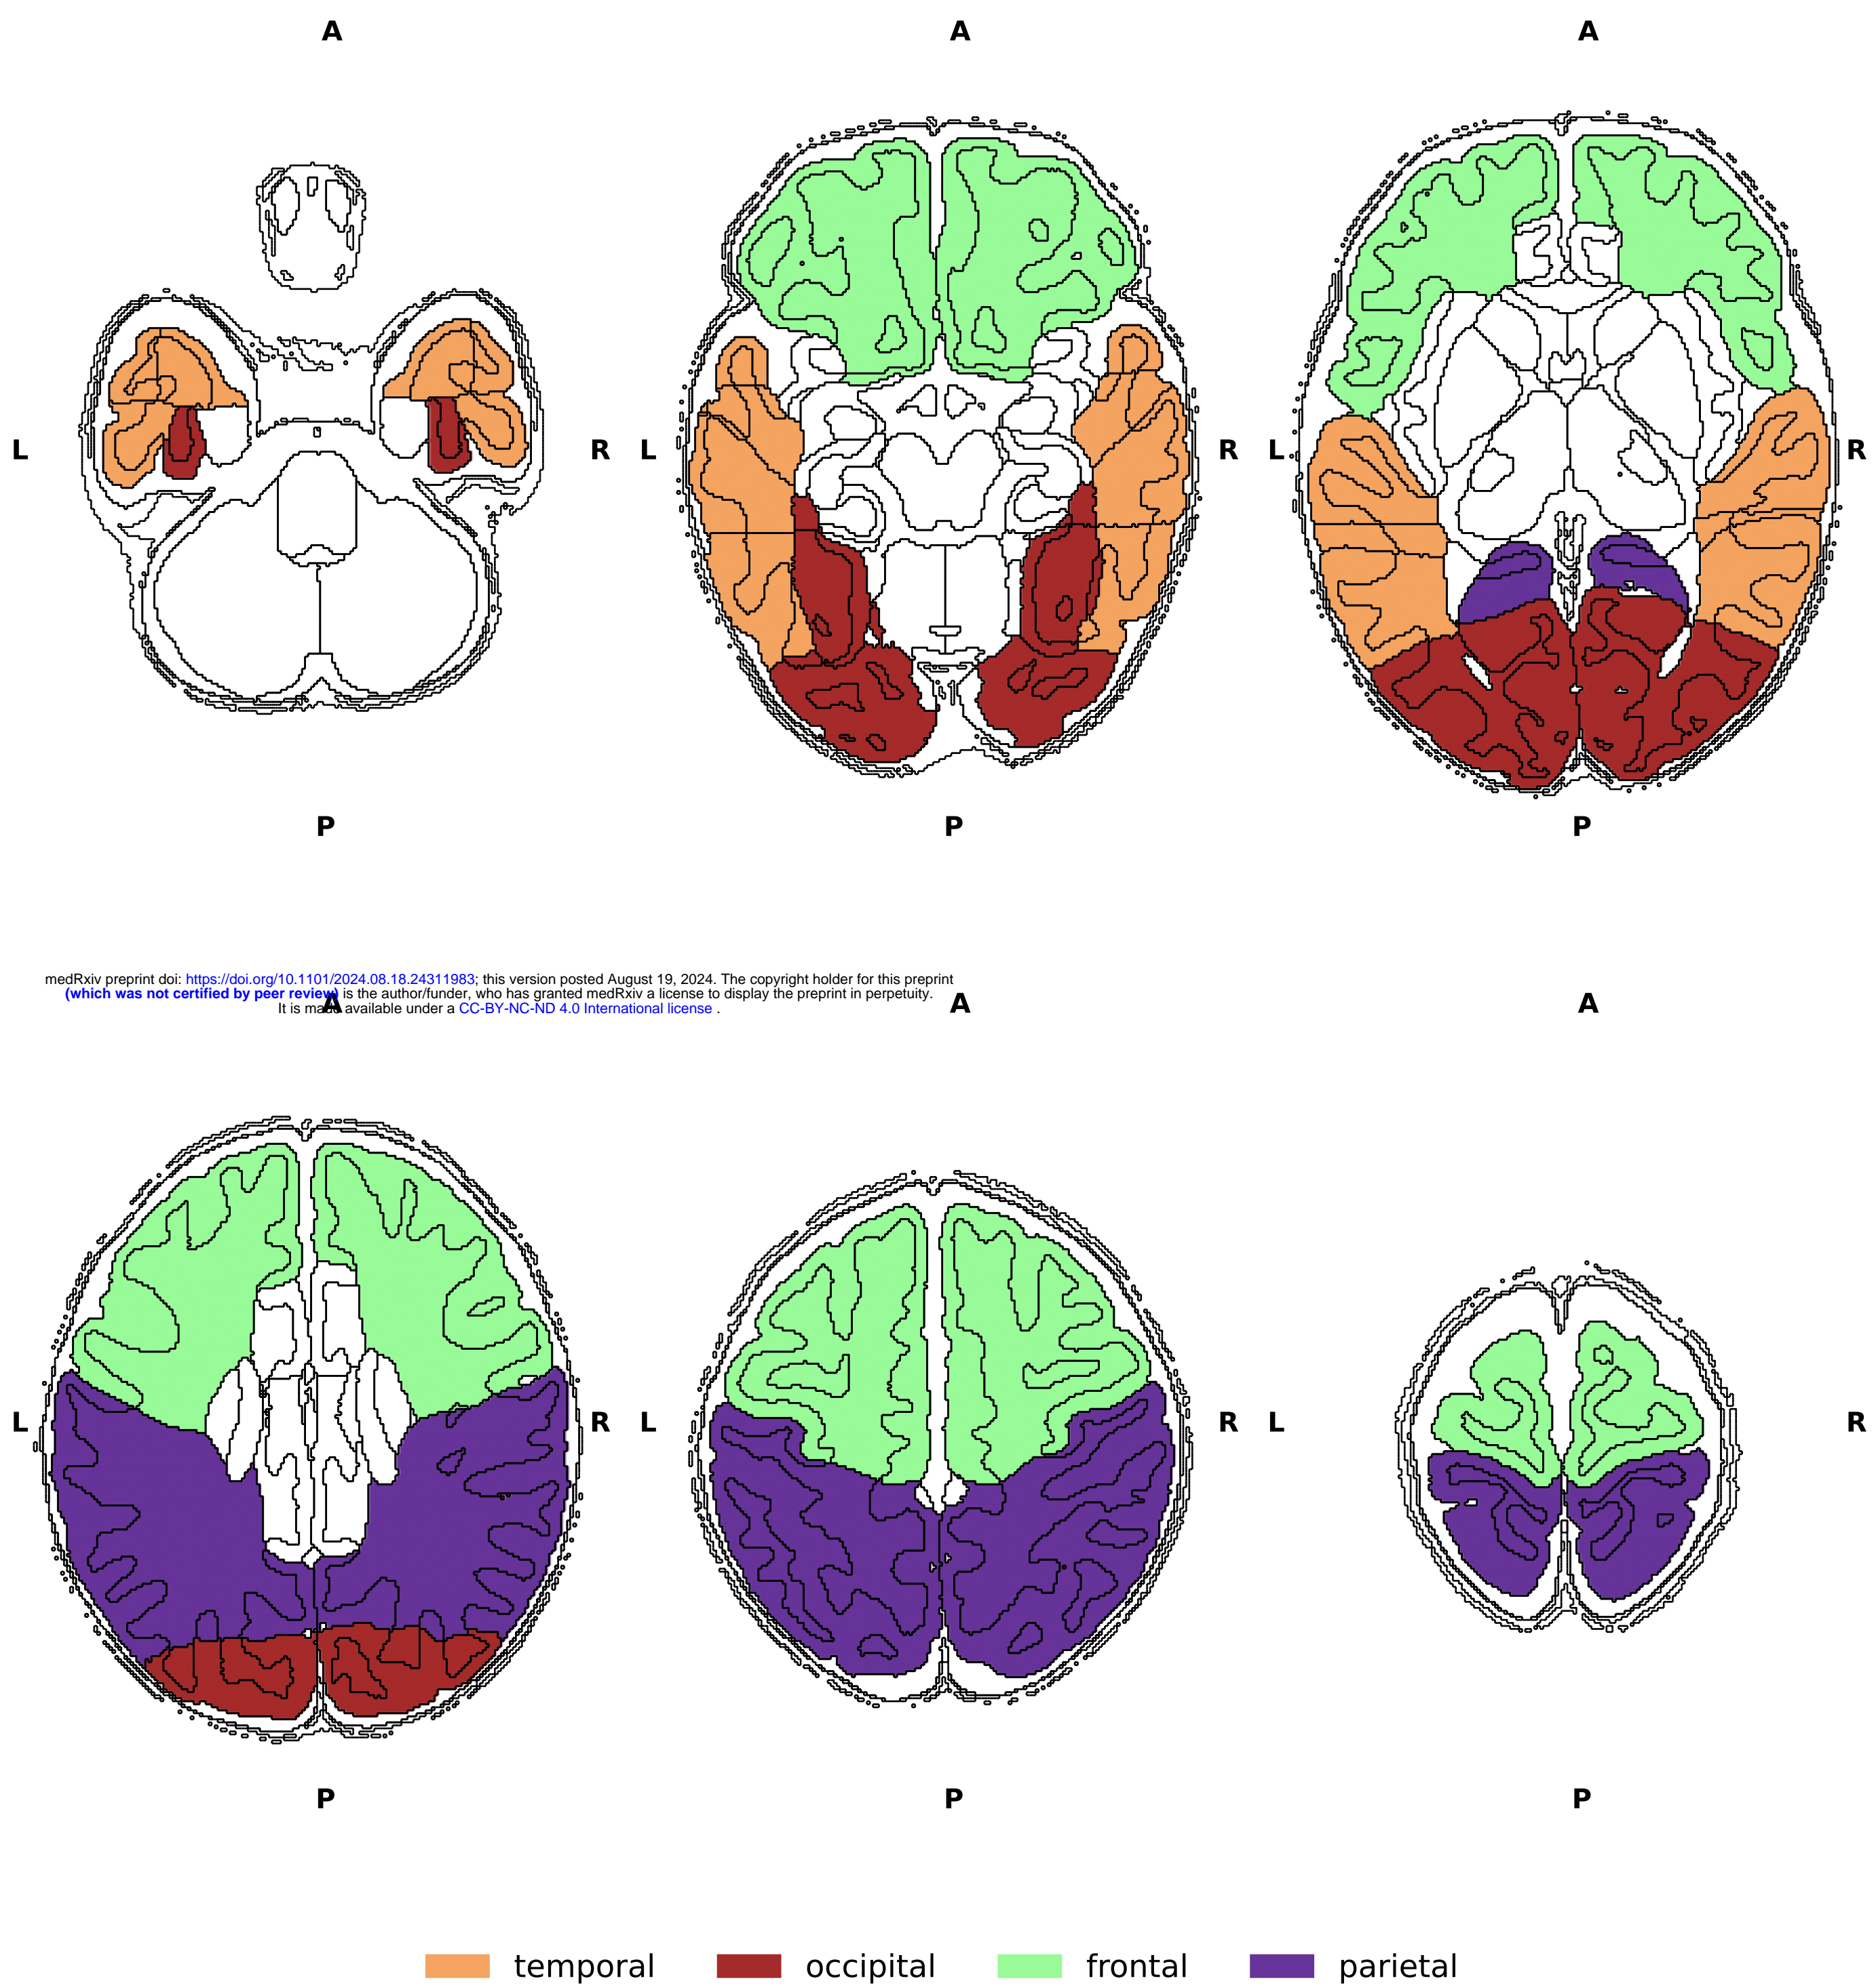 A
A
A
L
R
L
R
L
R
P
P
P
medRxiv preprint doi: https://doi.org/10.1101/2024.08.18.24311983; this version posted August 19, 2024. The copyright holder for this preprint
(which was not certified by peer review) is the author/funder, who has granted medRxiv a license to display the preprint in perpetuity.
It is made available under a CC-BY-NC-ND 4.0 International license .
A
A
A
L
R
L
R
L
R
P
P
P
temporal
occipital
frontal
parietal